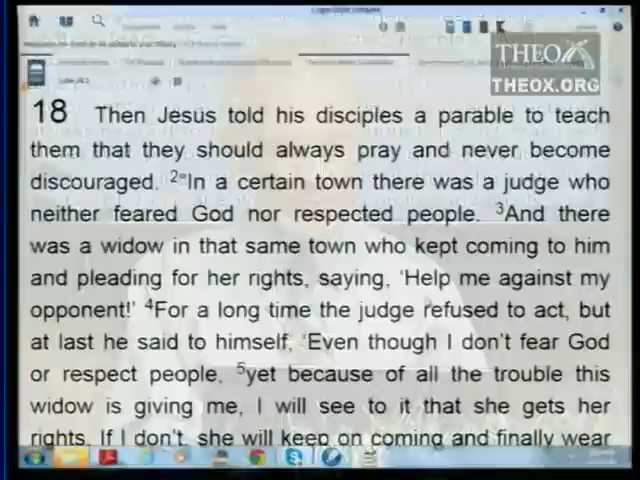 THEOX
THEOX.ORG
18 Then Jesus told his disciples a parable to teach
them that they should always pray and never become
discouraged. 2"In a certain town there was a judge who
neither feared God nor respected people. 3And there
was a widow in that same town who kept coming to him
and pleading for her rights, saying, 'Help me against my
opponent!' 4For a long time the judge refused to act, but
at last he said to himself, 'Even though I don't fear God
or respect people, 5yet because of all the trouble this
widow is giving me, I will see to it that she gets her
rights. If I don't, she will keep on coming and finally wear